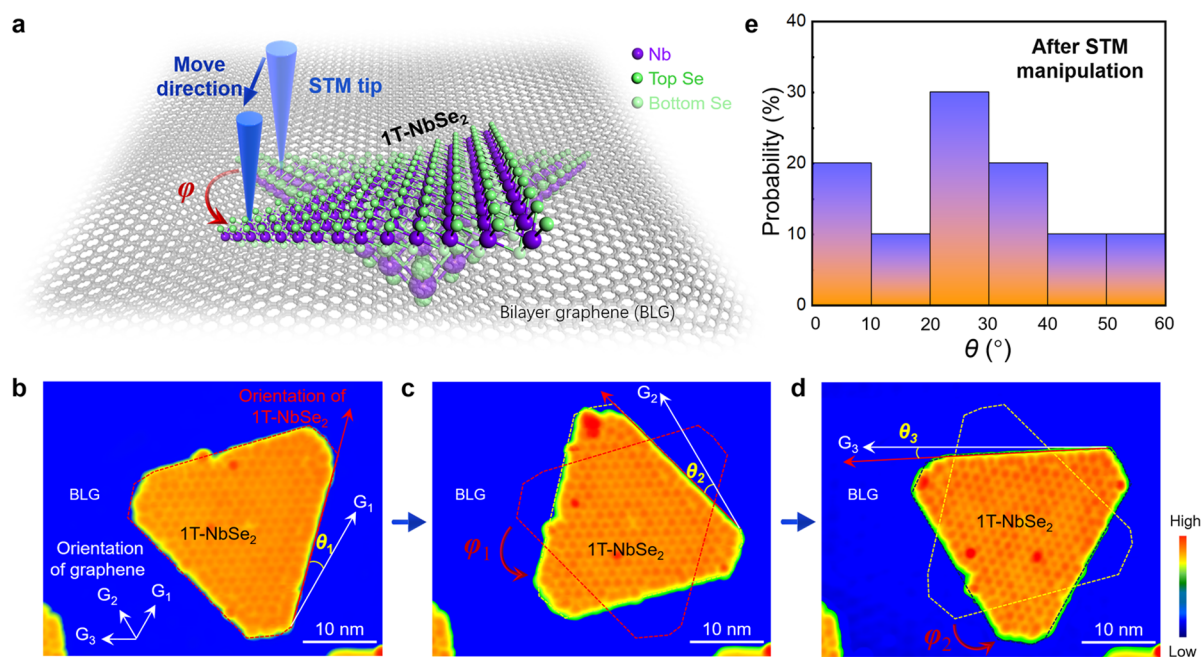 a
Move
direction
STM tip
Nb
Top Se
Bottom Se
1T-NbSe₂
φ
Bilayer graphene (BLG)
e
After STM
manipulation
Probability (%)
40
30
20
10
0
0 10 20 30 40 50 60
θ (°)
b
Orientation of
1T-NbSe₂
BLG
G₁
1T-NbSe₂
θ₁
Orientation
of graphene
G₂ G₁
G₃
10 nm
c
G₂
BLG
θ₂
1T-NbSe₂
φ₁
10 nm
d
G₃
θ₃
BLG
1T-NbSe₂
φ₂
10 nm
High
Low